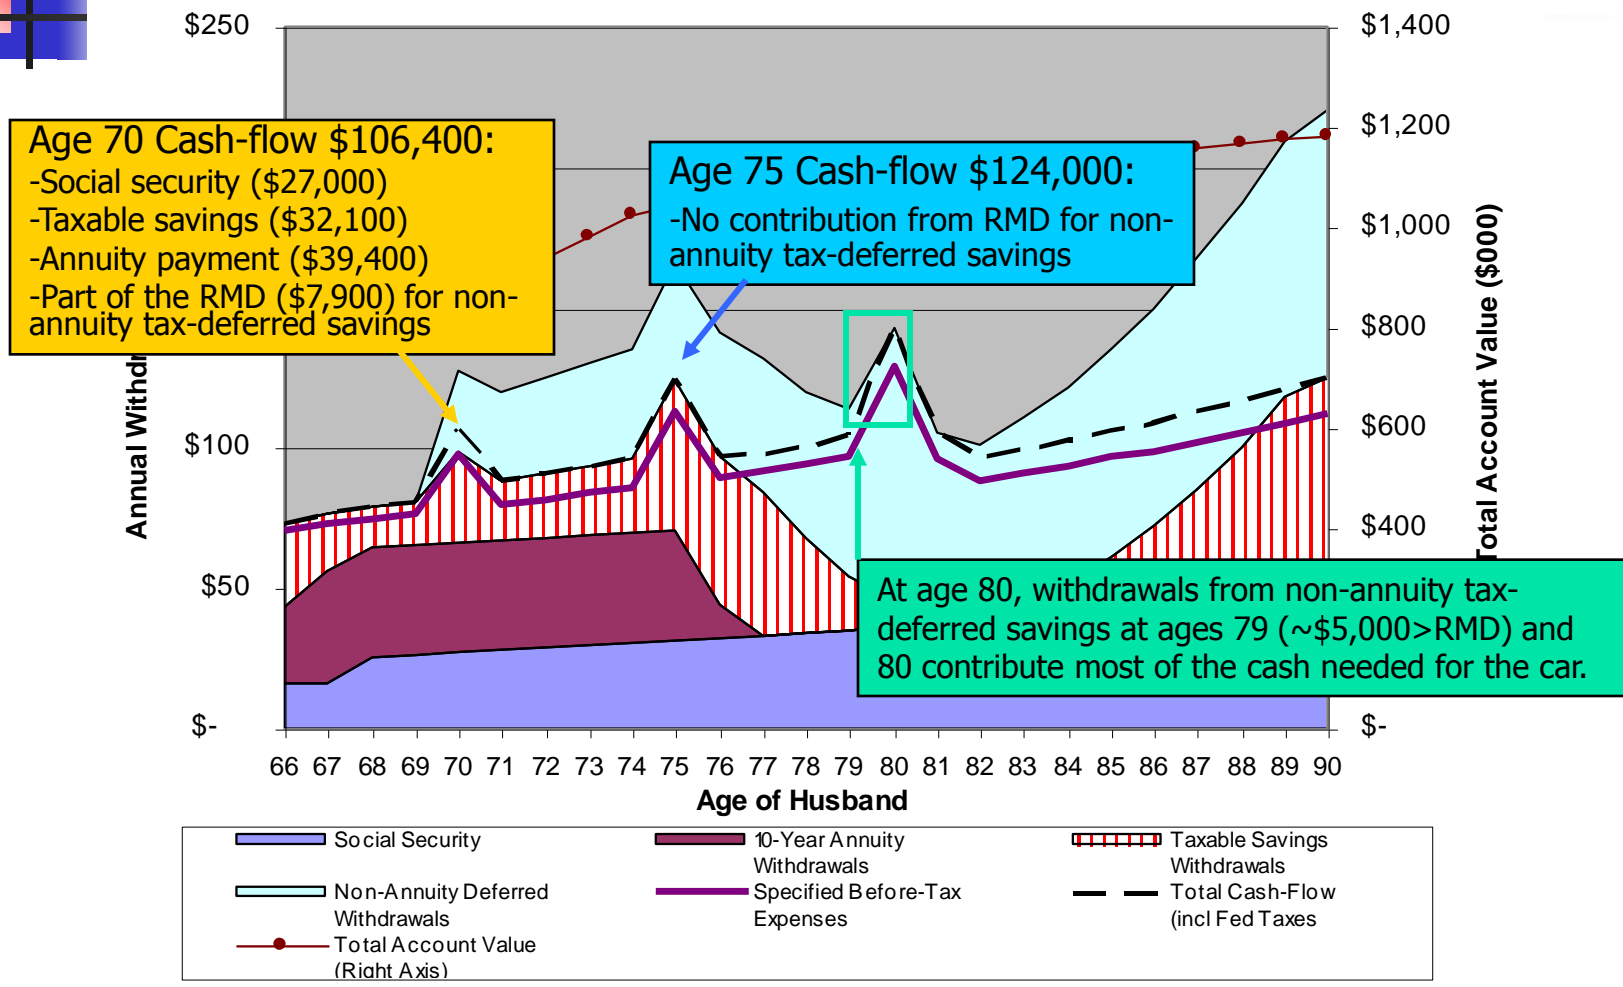 $250
$1,400
Age 70 Cash-flow $106,400:
-Social security ($27,000)
-Taxable savings ($32,100)
-Annuity payment ($39,400)
-Part of the RMD ($7,900) for non-
annuity tax-deferred savings
Age 75 Cash-flow $124,000:
-No contribution from RMD for non-
annuity tax-deferred savings
$1,200
$1,000
$800
$600
$400
$-
$100
$50
$-
Annual Withdr
Total Account Value ($000)
At age 80, withdrawals from non-annuity tax-
deferred savings at ages 79 (~$5,000>RMD) and
80 contribute most of the cash needed for the car.
66 67 68 69 70 71 72 73 74 75 76 77 78 79 80 81 82 83 84 85 86 87 88 89 90
Age of Husband
Social Security
10-Year Annuity
Withdrawals
Taxable Savings
Withdrawals
Non-Annuity Deferred
Withdrawals
Specified Before-Tax
Expenses
Total Cash-Flow
(incl Fed Taxes
Total Account Value
(Right Axis)